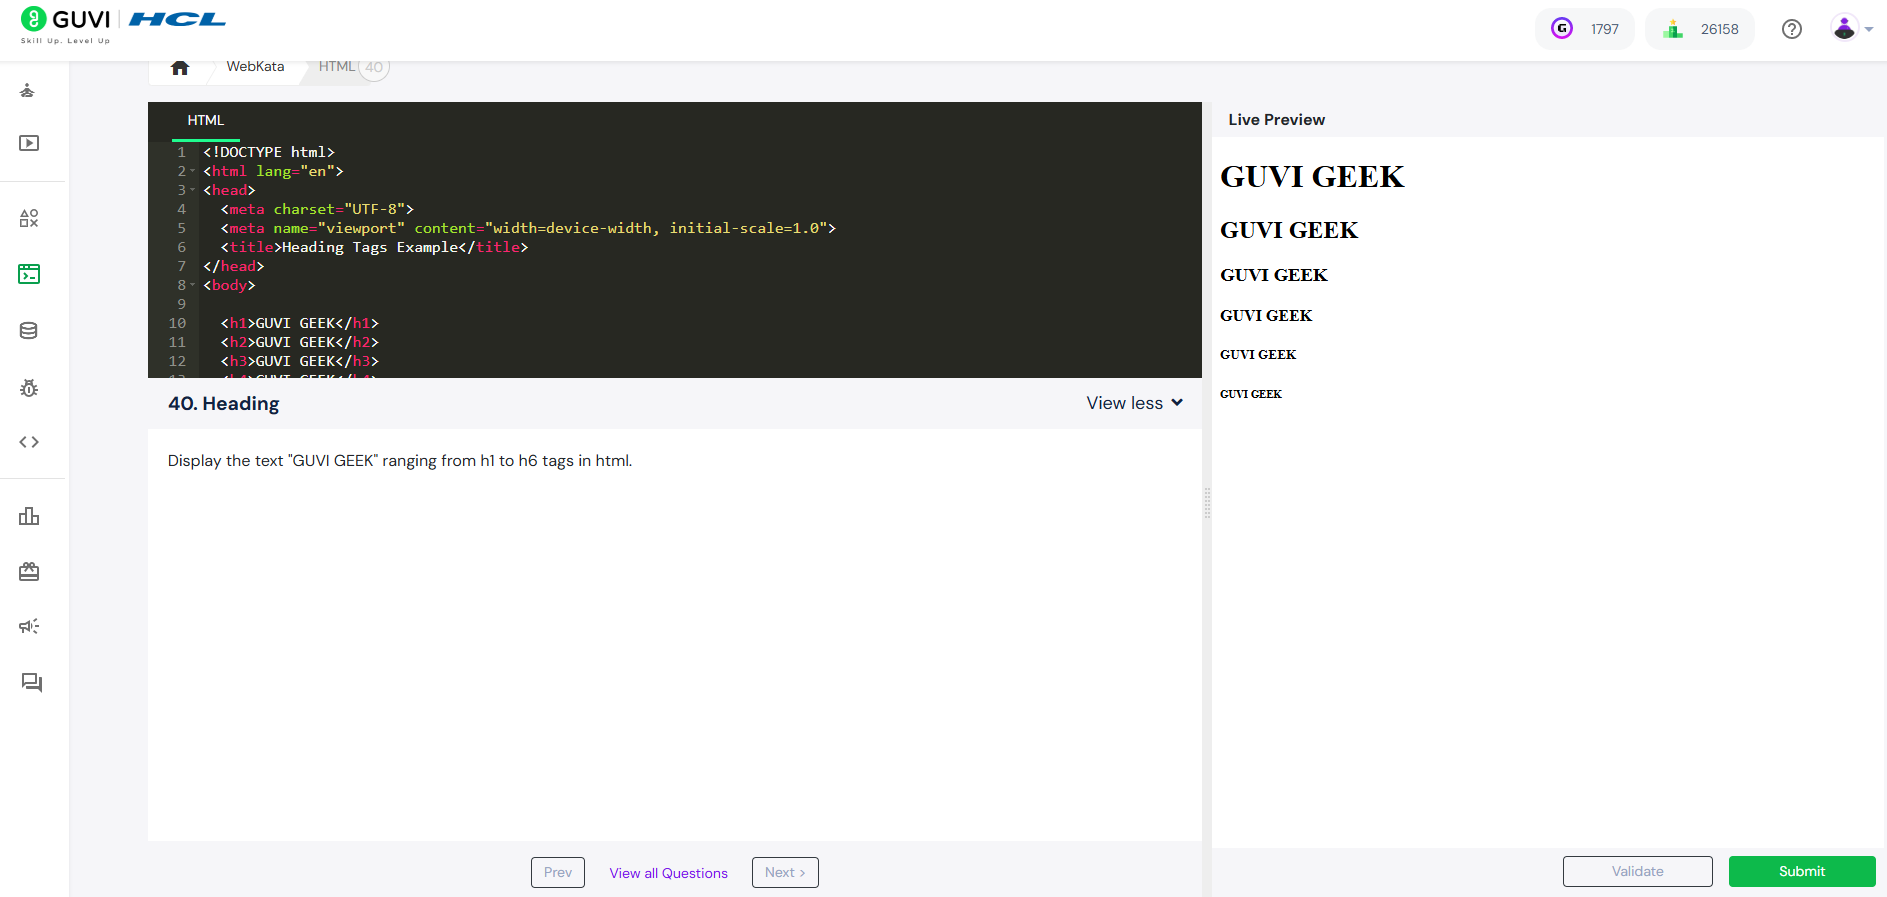 GUVI | HCL
Skill Up. Level Up
G 1797
26158
WebKata
HTML 40
HTML
1 <!DOCTYPE html>
2 <html lang="en">
3 <head>
4 <meta charset="UTF-8">
5 <meta name="viewport" content="width=device-width, initial-scale=1.0">
6 <title>Heading Tags Example</title>
7 </head>
8 <body>
9
10 <h1>GUVI GEEK</h1>
11 <h2>GUVI GEEK</h2>
12 <h3>GUVI GEEK</h3>
13 <h4>GUVI GEEK</h4>
40. Heading
View less
Display the text "GUVI GEEK" ranging from h1 to h6 tags in html.
Prev
View all Questions
Next >
Live Preview
GUVI GEEK
GUVI GEEK
GUVI GEEK
GUVI GEEK
GUVI GEEK
GUVI GEEK
Validate
Submit